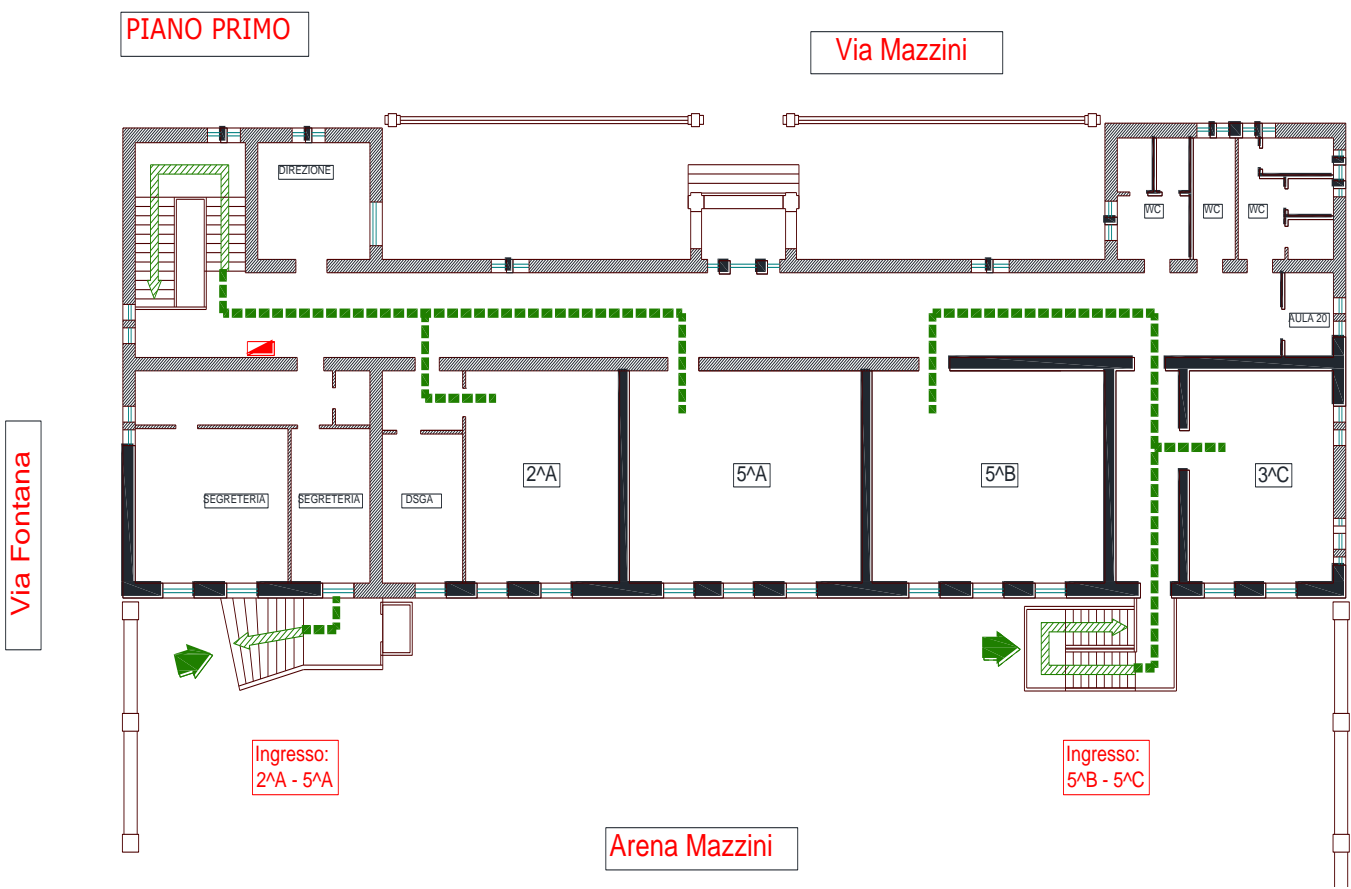 PIANO PRIMO
Via Mazzini
DIREZIONE
WC
WC
WC
AULA 20
Via Fontana
SEGRETERIA
SEGRETERIA
DSGA
2^A
5^A
5^B
3^C
Ingresso:
2^A - 5^A
Ingresso:
5^B - 5^C
Arena Mazzini